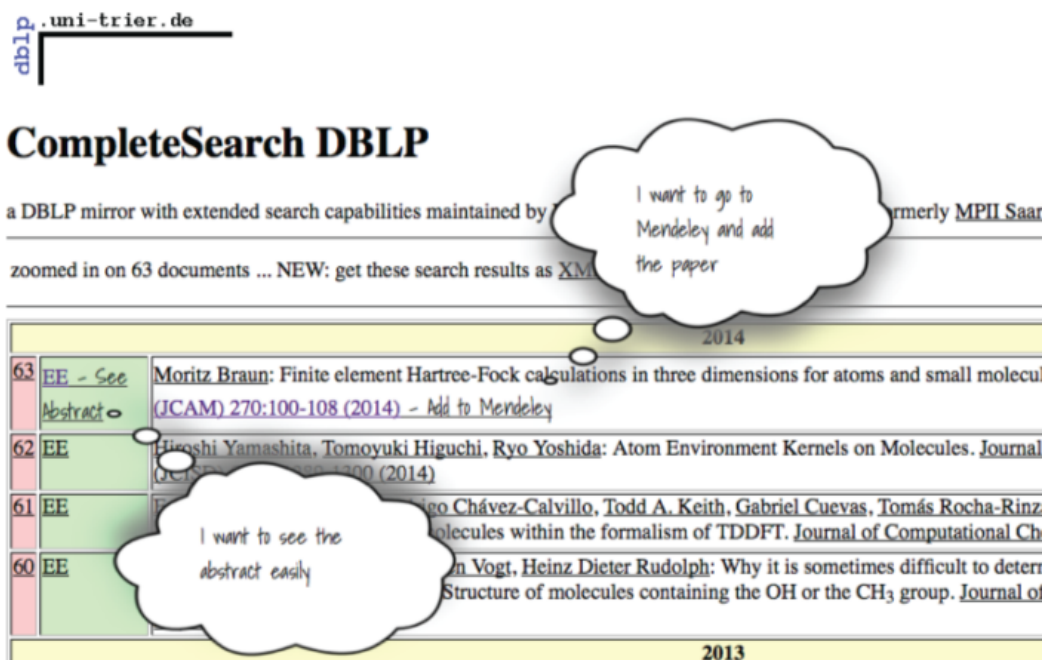 dblp .uni-trier.de
CompleteSearch DBLP
I want to go to
Mendeley and add
the paper
a DBLP mirror with extended search capabilities maintained by
ormerly MPII Saar
zoomed in on 63 documents ... NEW: get these search results as XM
2014
63 EE - See Abstract
Moritz Braun: Finite element Hartree-Fock calculations in three dimensions for atoms and small molecul
(JCAM) 270:100-108 (2014) - Add to Mendeley
62 EE Hiroshi Yamashita, Tomoyuki Higuchi, Ryo Yoshida: Atom Environment Kernels on Molecules. Journal
1300 (2014)
61 EE
igo Chávez-Calvillo, Todd A. Keith, Gabriel Cuevas, Tomás Rocha-Rinz
olecules within the formalism of TDDFT. Journal of Computational Ch
I want to see the
abstract easily
60 EE
n Vogt, Heinz Dieter Rudolph: Why it is sometimes difficult to deter
Structure of molecules containing the OH or the CH₃ group. Journal of
2013